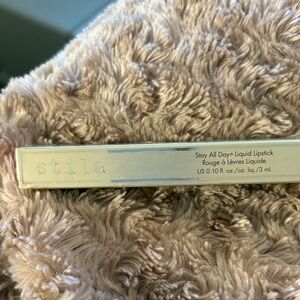 stila
Stay All Day® Liquid Lipstick
Rouge à Lèvres Liquide
US 0.10 fl. oz./oz. liq./3 ml